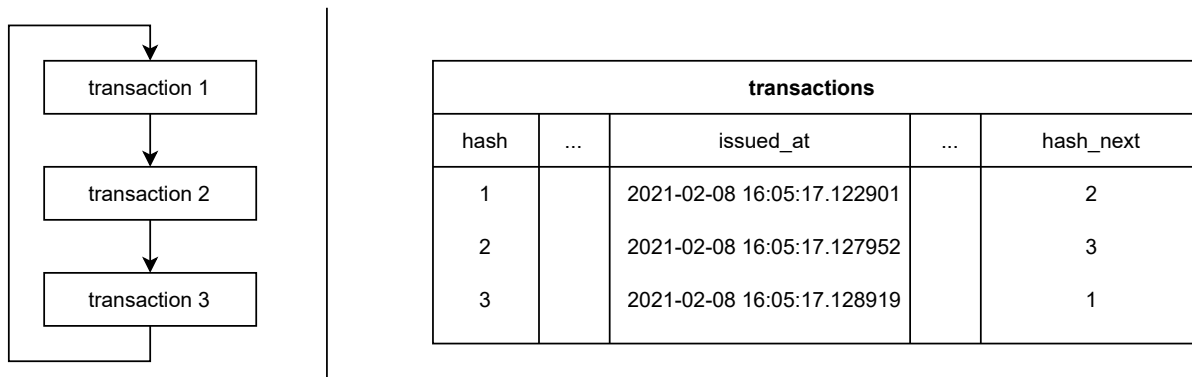 transaction 1
transaction 2
transaction 3
transactions
hash ... issued_at ... hash_next
1 2021-02-08 16:05:17.122901 2
2 2021-02-08 16:05:17.127952 3
3 2021-02-08 16:05:17.128919 1